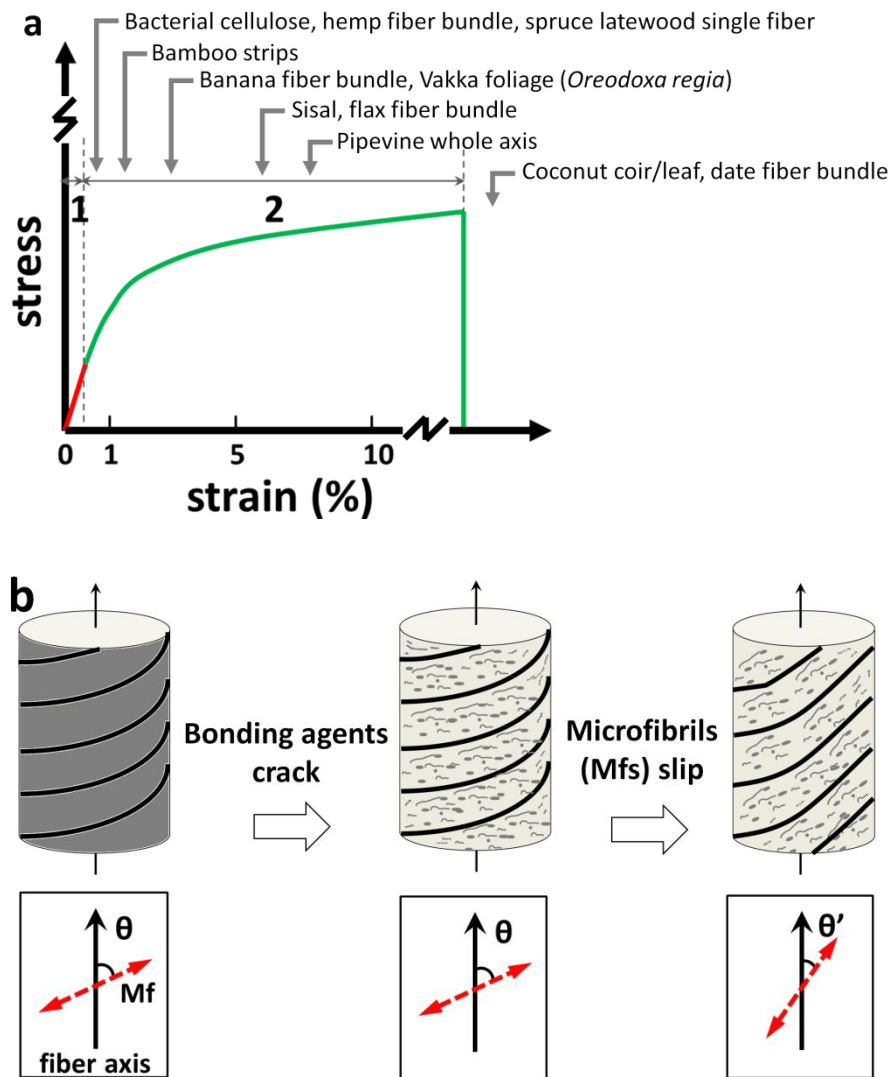 a
Bacterial cellulose, hemp fiber bundle, spruce latewood single fiber
Bamboo strips
Banana fiber bundle, Vakka foliage (Oreodoxa regia)
Sisal, flax fiber bundle
Pipevine whole axis
Coconut coir/leaf, date fiber bundle
1
2
stress
0
1
5
10
strain (%)
b
Bonding agents
crack
Microfibrils
(Mfs) slip
θ
Mf
fiber axis
θ
θ’